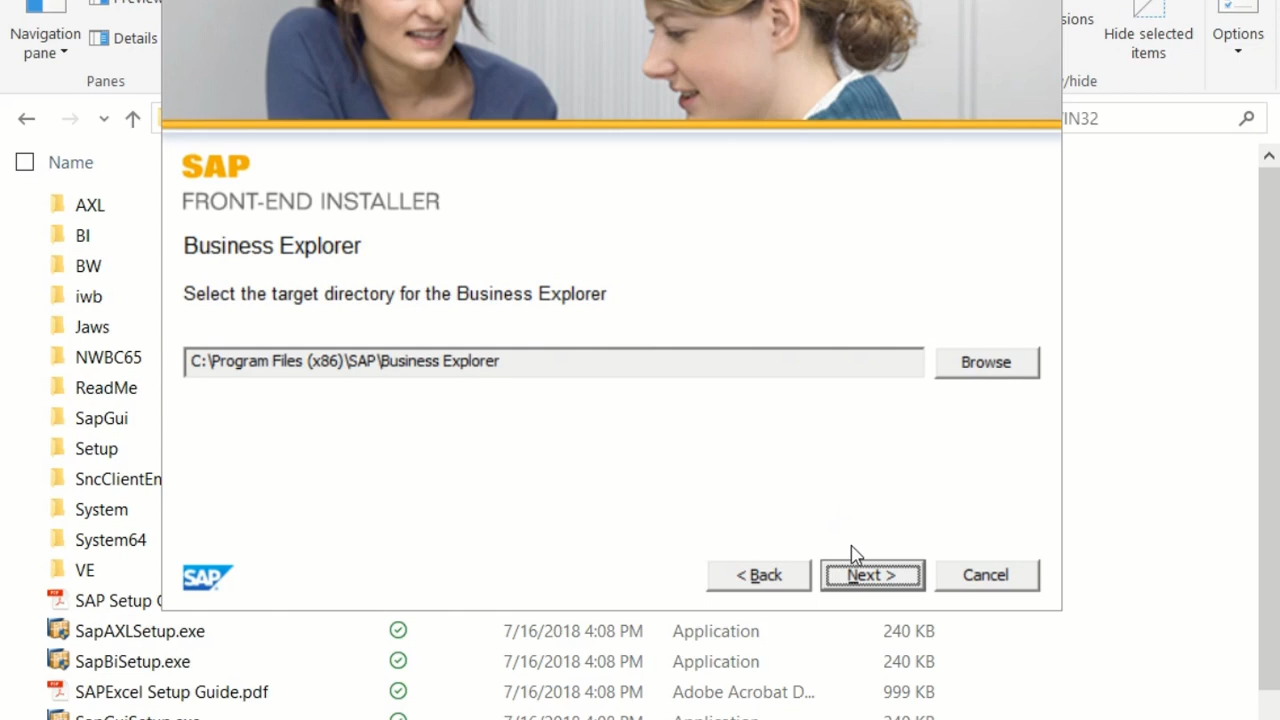 Navigation
pane
Preview
Details
Panes
Hide selected
items
Options
Name
AXL
BI
BW
iwb
Jaws
NWBC65
ReadMe
SapGui
Setup
System
System64
VE
SAP Setup
SapAXLSetup.exe 7/16/2018 4:08 PM Application 240 KB
SapBiSetup.exe 7/16/2018 4:08 PM Application 240 KB
SAPExcel Setup Guide.pdf 7/16/2018 4:08 PM Adobe Acrobat D... 999 KB
SAP
FRONT-END INSTALLER
Business Explorer
Select the target directory for the Business Explorer
C:\Program Files (x86)\SAP\Business Explorer
Browse
SAP
< Back
Next >
Cancel